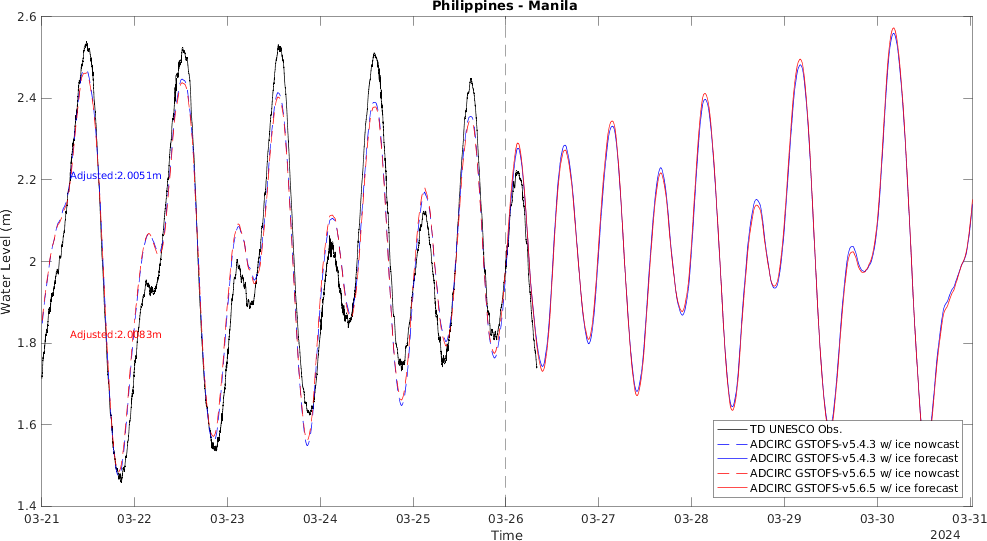 Philippines - Manila
2.6
2.4
2.2
2
1.8
1.6
1.4
Water Level (m)
Adjusted:2.0051m
Adjusted:2.0083m
TD UNESCO Obs.
ADCIRC GSTOFS-v5.4.3 w/ ice nowcast
ADCIRC GSTOFS-v5.4.3 w/ ice forecast
ADCIRC GSTOFS-v5.6.5 w/ ice nowcast
ADCIRC GSTOFS-v5.6.5 w/ ice forecast
03-21 03-22 03-23 03-24 03-25 03-26 03-27 03-28 03-29 03-30 03-31
Time
2024